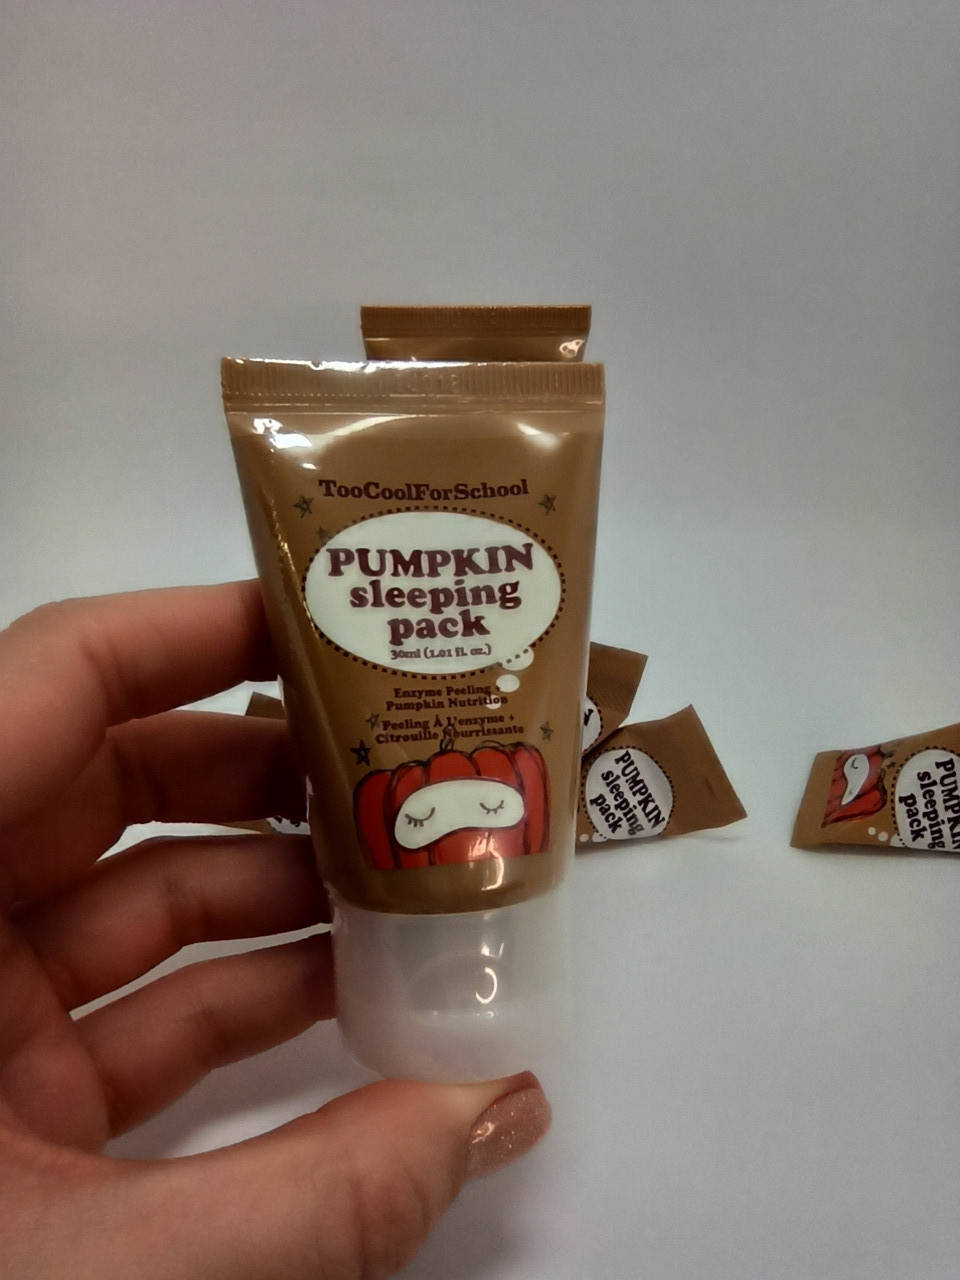 TooCoolForSchool
PUMPKIN
sleeping
pack
30ml (1.01 fl. oz.)
Enzyme Peeling
Pumpkin Nutrition
Peeling À L'enzyme +
Citrouille Nourrissante
PUMPKIN
sleeping
pack
PUMPKIN
sleeping
pack